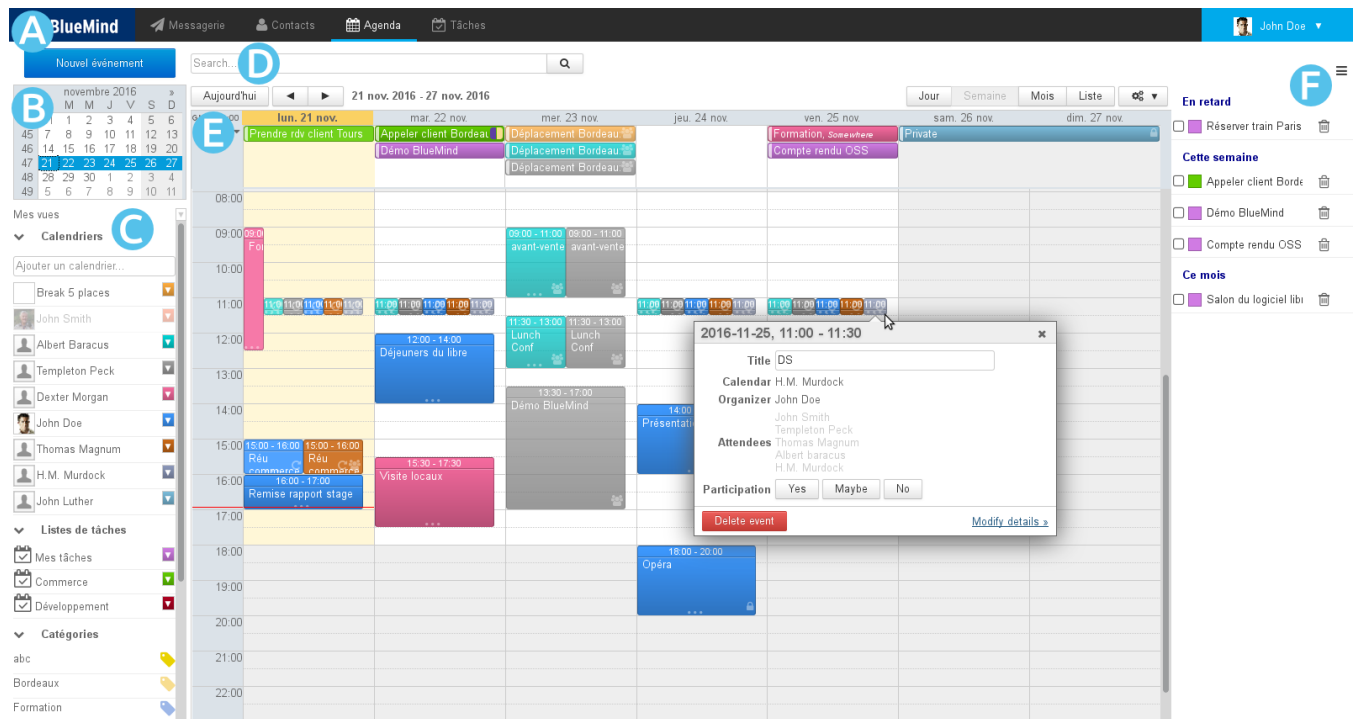 A BlueMind Messagerie Contacts Agenda Tâches John Doe
Nouvel événement
Search... D
F
B
novembre 2016 »
M M J V S D
1 2 3 4 5 6
45 7 8 9 10 11 12 13
46 14 15 16 17 18 19 20
47 21 22 23 24 25 26 27
48 28 29 30 1 2 3 4
49 5 6 7 8 9 10 11
Mes vues
C
Calendriers
Ajouter un calendrier...
Break 5 places
John Smith
Albert Baracus
Templeton Peck
Dexter Morgan
John Doe
Thomas Magnum
H.M. Murdock
John Luther
Listes de tâches
Mes tâches
Commerce
Développement
Catégories
abc
Bordeaux
Formation
Aujourd'hui ◄ ► 21 nov. 2016 - 27 nov. 2016 Jour Semaine Mois Liste
E
lun. 21 nov. mar. 22 nov. mer. 23 nov. jeu. 24 nov. ven. 25 nov. sam. 26 nov. dim. 27 nov.
Prendre rdv client Tours Appeler client Bordeau Déplacement Bordeau Formation, Somewhere Private
Démo BlueMind Déplacement Bordeau Compte rendu OSS
Déplacement Bordeau
08:00
09:00 09:0 09:00 - 11:00 09:00 - 11:00
For avant-vente avant-vente
10:00
11:00
11:30 - 13:00 11:30 - 13:00
Lunch Conf Lunch Conf
12:00 12:00 - 14:00
Déjeuners du libre
13:00
13:30 - 17:00
Démo BlueMind
14:00 14:00
Présentati
15:00 15:00 - 16:00 15:00 - 16:00
Réu commerce Réu commerce
15:30 - 17:30
Visite locaux
16:00 16:00 - 17:00
Remise rapport stage
17:00
18:00 18:00 - 20:00
Opéra
19:00
20:00
21:00
22:00
2016-11-25, 11:00 - 11:30 ×
Title DS
Calendar H.M. Murdock
Organizer John Doe
Attendees
John Smith
Templeton Peck
Thomas Magnum
Albert baracus
H.M. Murdock
Participation Yes Maybe No
Delete event Modify details »
En retard
Réserver train Paris
Cette semaine
Appeler client Borde
Démo BlueMind
Compte rendu OSS
Ce mois
Salon du logiciel libr